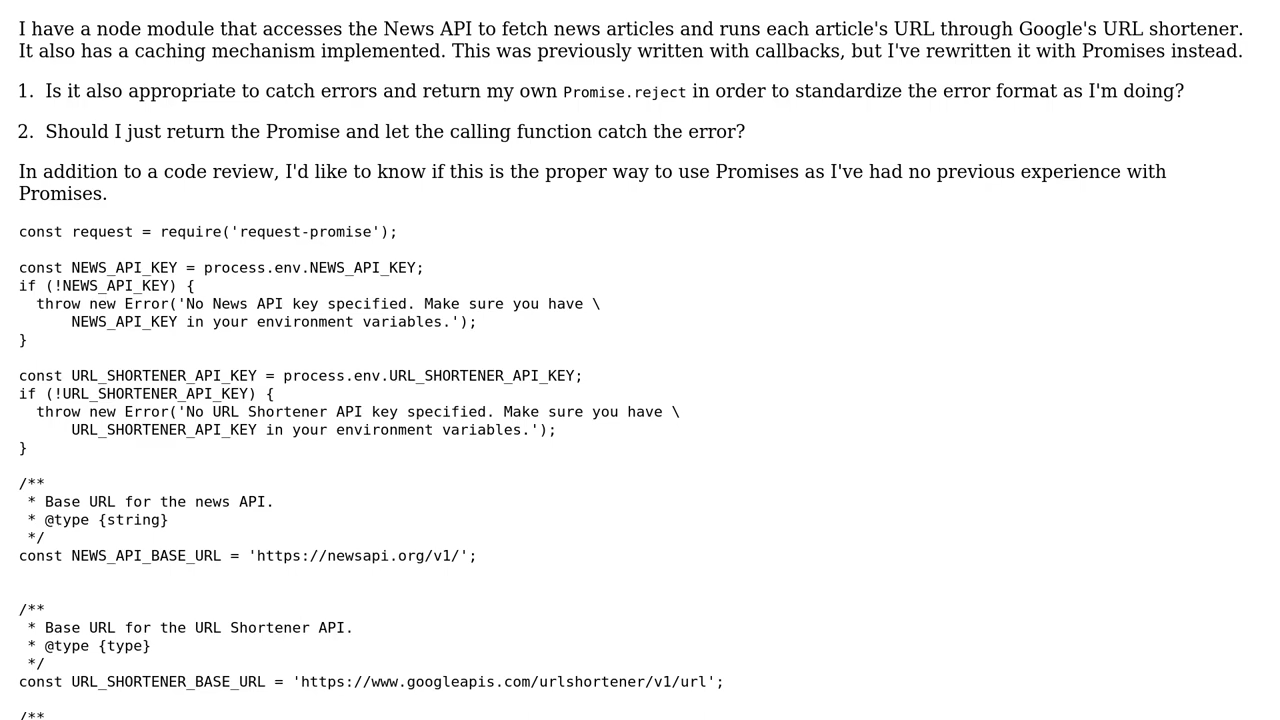 I have a node module that accesses the News API to fetch news articles and runs each article's URL through Google's URL shortener.
It also has a caching mechanism implemented. This was previously written with callbacks, but I've rewritten it with Promises instead.
1. Is it also appropriate to catch errors and return my own Promise.reject in order to standardize the error format as I'm doing?
2. Should I just return the Promise and let the calling function catch the error?
In addition to a code review, I'd like to know if this is the proper way to use Promises as I've had no previous experience with
Promises.
const request = require('request-promise');
const NEWS_API_KEY = process.env.NEWS_API_KEY;
if (!NEWS_API_KEY) {
  throw new Error('No News API key specified. Make sure you have \
      NEWS_API_KEY in your environment variables.');
}
const URL_SHORTENER_API_KEY = process.env.URL_SHORTENER_API_KEY;
if (!URL_SHORTENER_API_KEY) {
  throw new Error('No URL Shortener API key specified. Make sure you have \
      URL_SHORTENER_API_KEY in your environment variables.');
}
/**
 * Base URL for the news API.
 * @type {string}
 */
const NEWS_API_BASE_URL = 'https://newsapi.org/v1/';
/**
 * Base URL for the URL Shortener API.
 * @type {type}
 */
const URL_SHORTENER_BASE_URL = 'https://www.googleapis.com/urlshortener/v1/url';
/**